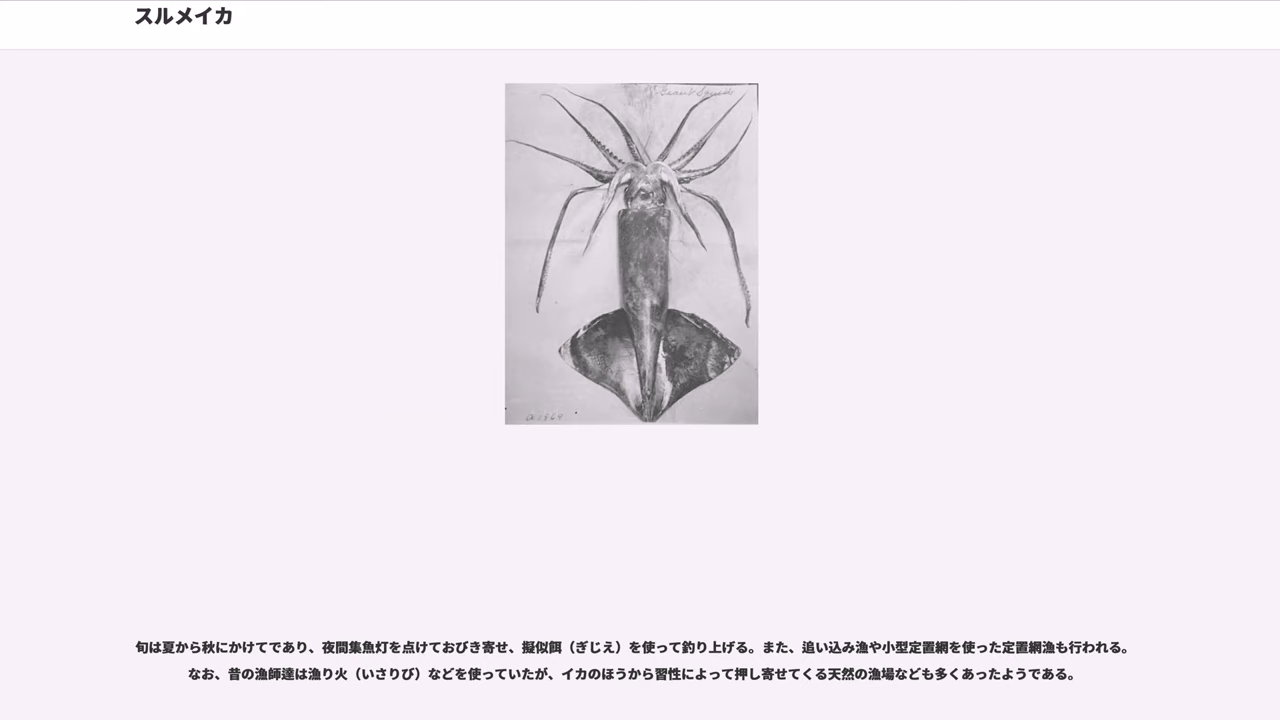 スルメイカ
Giant Squid
旬は夏から秋にかけてであり、夜間集魚灯を点けておびき寄せ、擬似餌（ぎじえ）を使って釣り上げる。また、追い込み漁や小型定置網を使った定置網漁も行われる。
なお、昔の漁師達は漁り火（いさりび）などを使っていたが、イカのほうから習性によって押し寄せてくる天然の漁場なども多くあったようである。